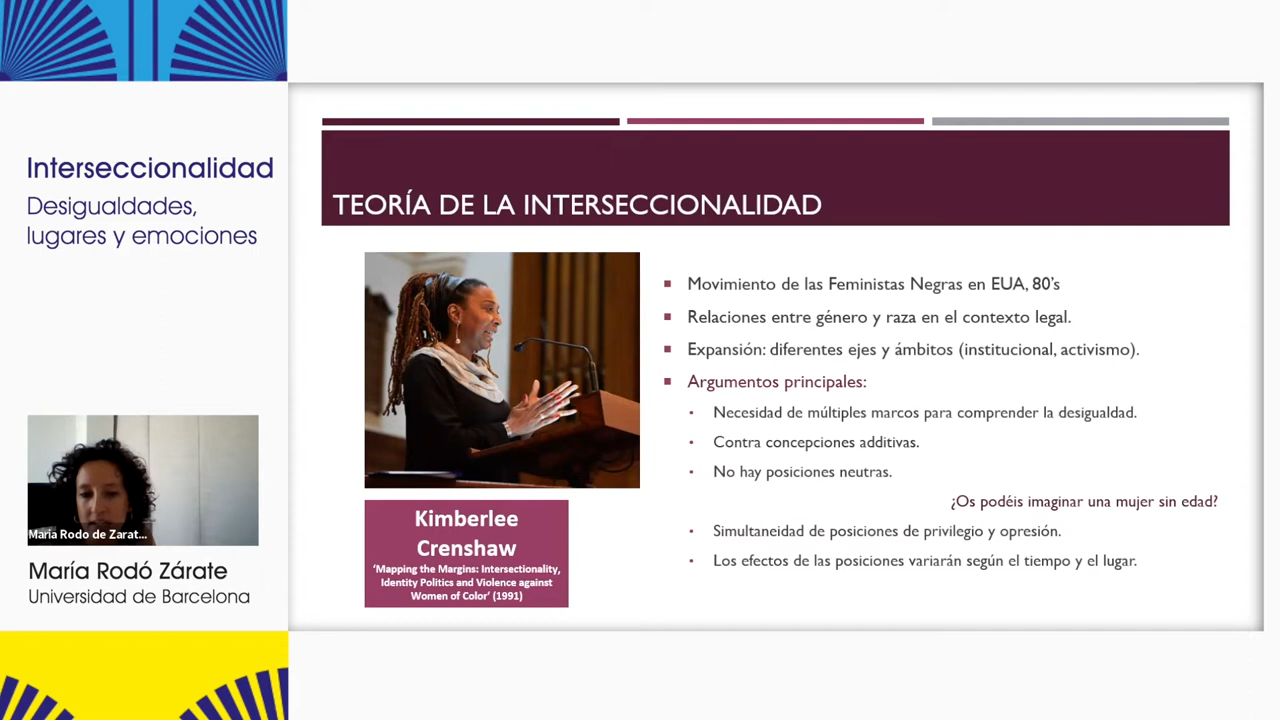 Interseccionalidad
Desigualdades,
lugares y emociones
Maria Rodo de Zarat...
María Rodó Zárate
Universidad de Barcelona
TEORÍA DE LA INTERSECCIONALIDAD
Kimberlee
Crenshaw
‘Mapping the Margins: Intersectionality,
Identity Politics and Violence against
Women of Color’ (1991)
Movimiento de las Feministas Negras en EUA, 80’s
Relaciones entre género y raza en el contexto legal.
Expansión: diferentes ejes y ámbitos (institucional, activismo).
Argumentos principales:
Necesidad de múltiples marcos para comprender la desigualdad.
Contra concepciones additivas.
No hay posiciones neutras.
¿Os podéis imaginar una mujer sin edad?
Simultaneidad de posiciones de privilegio y opresión.
Los efectos de las posiciones variarán según el tiempo y el lugar.